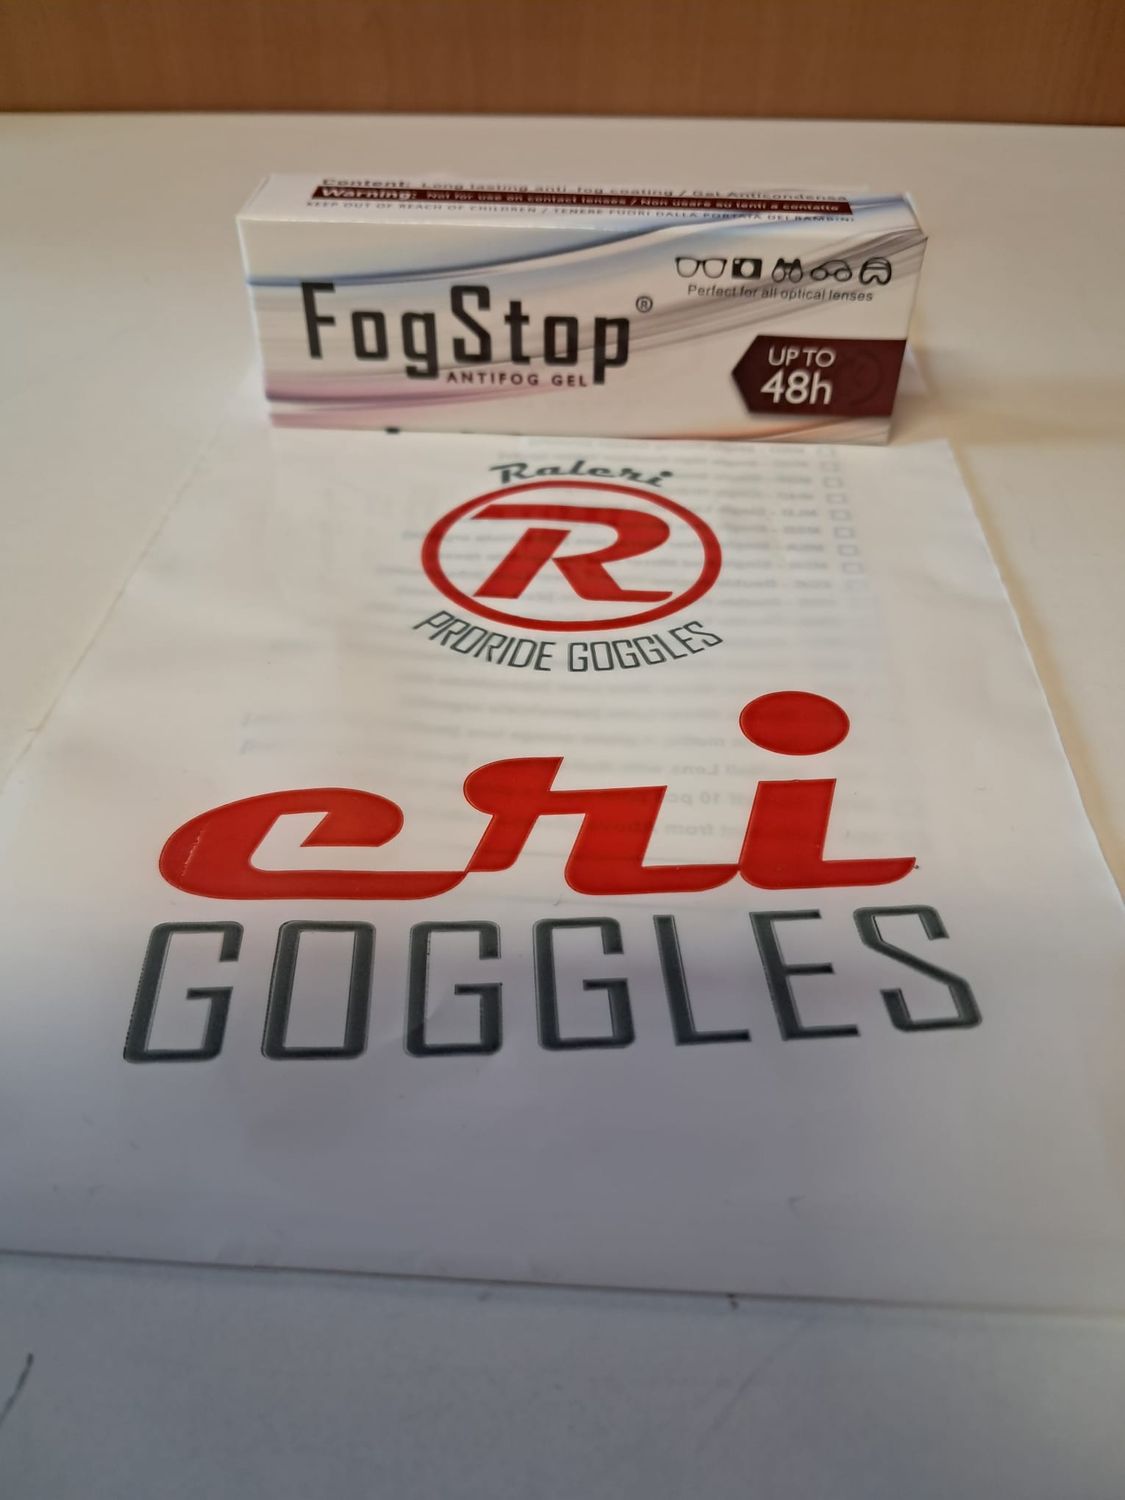 Content: Long lasting anti-fog coating / Gel Anticondensa
Warning: Not for use on contact lenses / Non usare su lenti a contatto
KEEP OUT OF REACH OF CHILDREN / TENERE FUORI DALLA PORTATA DEI BAMBINI
FogStop®
ANTIFOG GEL
Perfect for all optical lenses
UP TO
48h
Raleri
R
PRORIDE GOGGLES
eri
GOGGLES